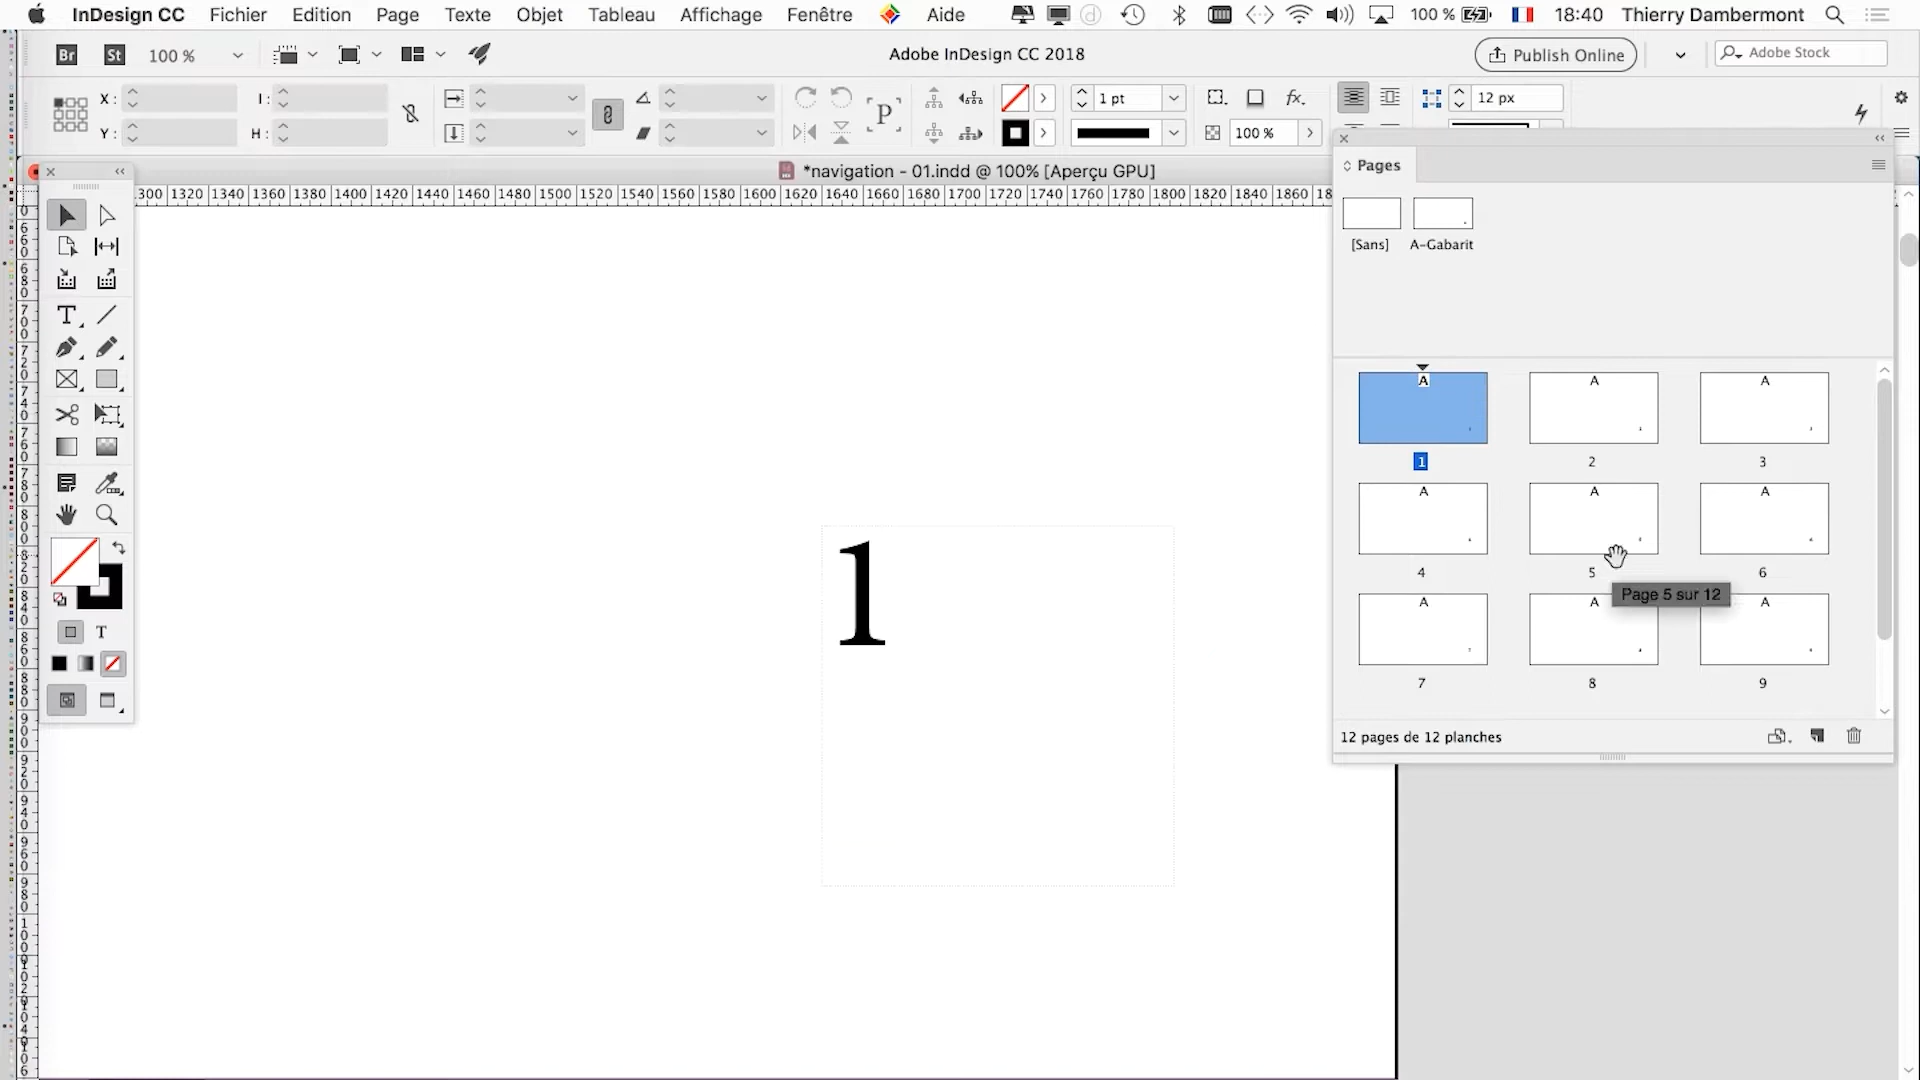 InDesign CC Fichier Edition Page Texte Objet Tableau Affichage Fenêtre Aide 100 % 18:40 Thierry Dambermont
Br St 100 % Adobe InDesign CC 2018 Publish Online Adobe Stock
X : I : P 1 pt fx. 12 px
Y : H : 100 %
*navigation - 01.indd @ 100% [Aperçu GPU]
1300 1320 1340 1360 1380 1400 1420 1440 1460 1480 1500 1520 1540 1560 1580 1600 1620 1640 1660 1680 1700 1720 1740 1760 1780 1800 1820 1840 1860 18
Pages
[Sans] A-Gabarit
A A A
1 2 3
A A A
4 5 6
Page 5 sur 12
A A A
7 8 9
12 pages de 12 planches
1
T
T